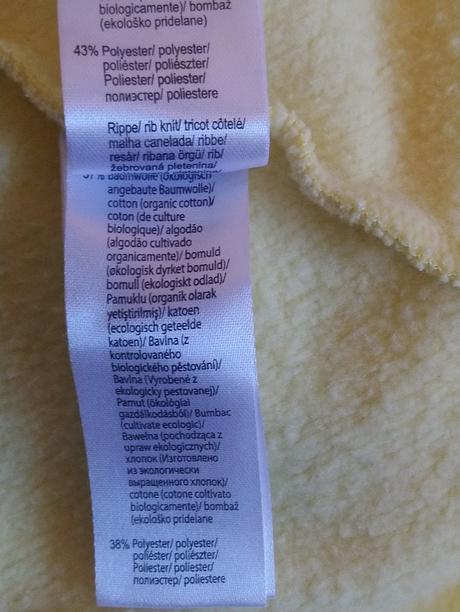 biologicamente)/ bombaž
(ekološko pridelane)
43% Polyester/ polyester/
poliéster/ poliészter/
Poliester/ poliester/
полиэстер/ poliestere
Rippe/ rib knit/ tricot côtelé/
malha canelada/ ribbe/
resår/ ribana örgü/ rib/
žebrovaná pletenina/
Baumwolle (ökologisch
angebaute Baumwolle)/
cotton (organic cotton)/
coton (de culture
biologique)/ algodão
(algodão cultivado
organicamente)/ bomuld
(økologisk dyrket bomuld)/
bomull (ekologiskt odlad)/
Pamuklu (organik olarak
yetiştirilmiş)/ katoen
(ecologisch geteelde
katoen)/ Bavlna (z
kontrolovaného
biologického pěstování)/
Bavlna (Vyrobené z
ekologicky pestovanej)/
Pamut (ökológiai
gazdálkodásból)/ Bumbac
(cultivate ecologic)/
Bawełna (pochodząca z
upraw ekologicznych)/
хлопок (Изготовлено
из экологически
выращенного хлопок)/
cotone (cotone coltivato
biologicamente)/ bombaž
(ekološko pridelane
38% Polyester/ polyester/
poliéster/ poliészter/
Poliester/ poliester/
полиэстер/ poliestere